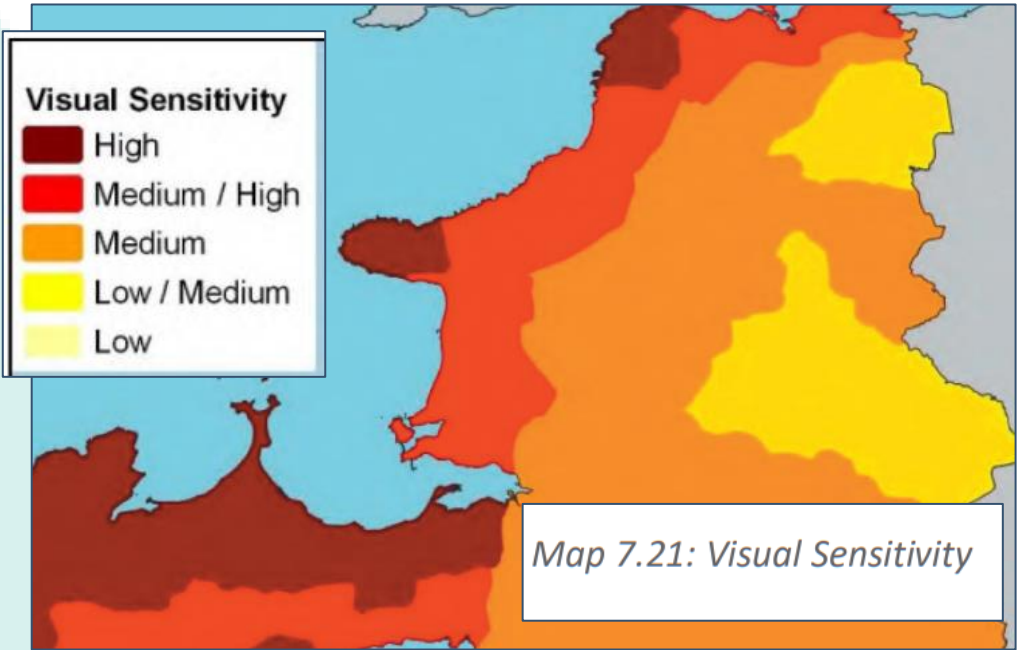 Visual Sensitivity
High
Medium / High
Medium
Low / Medium
Low
Map 7.21: Visual Sensitivity